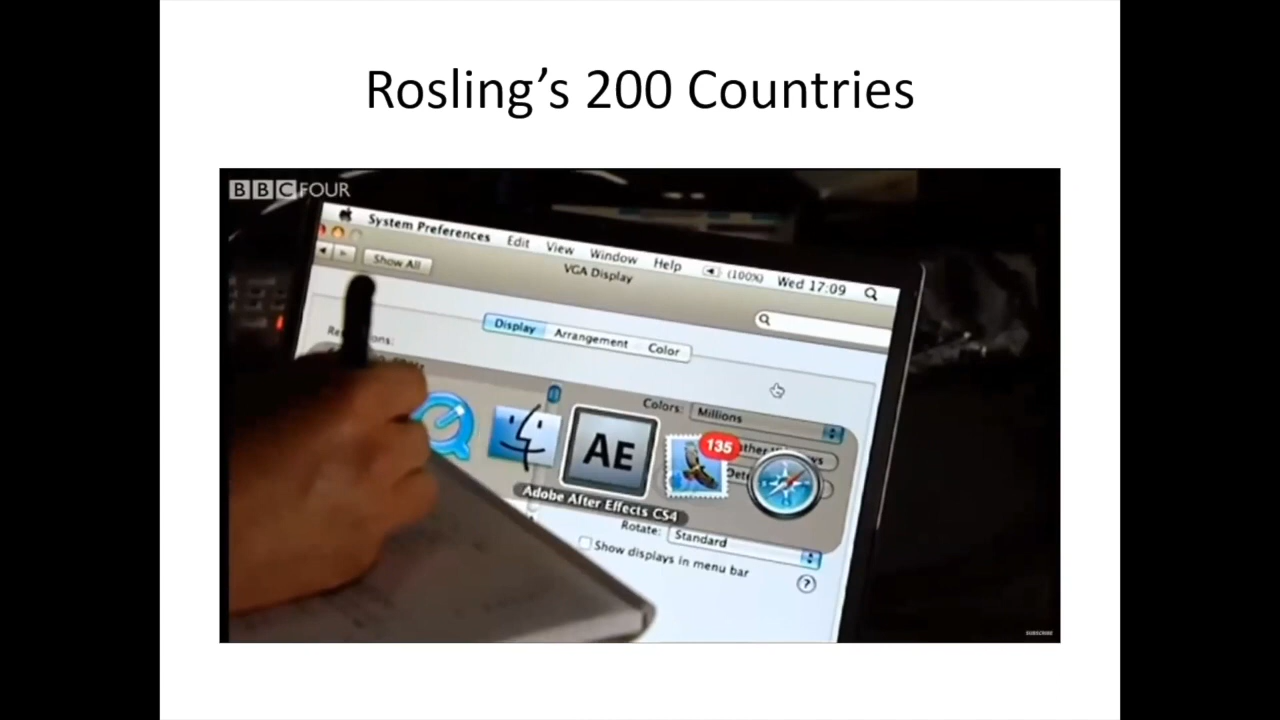 Rosling's 200 Countries
BBC FOUR
System Preferences Edit View Window Help (100%) Wed 17:09
Show All
VGA Display
Display Arrangement Color
Colors: Millions
AE
135
Adobe After Effects CS4
Rotate: Standard
Show displays in menu bar
?
SUBSCRIBE